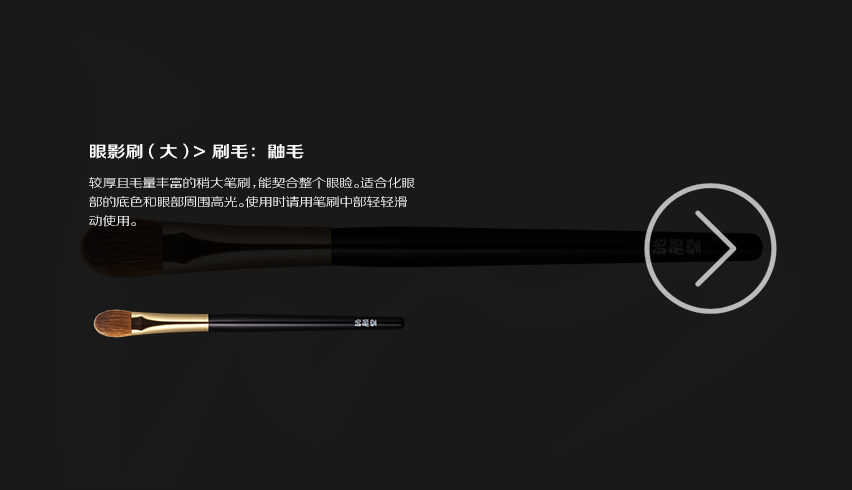 眼影刷（大）> 刷毛：鼬毛
较厚且毛量丰富的稍大笔刷，能契合整个眼睑。适合化眼
部的底色和眼部周围高光。使用时请用笔刷中部轻轻滑
动使用。